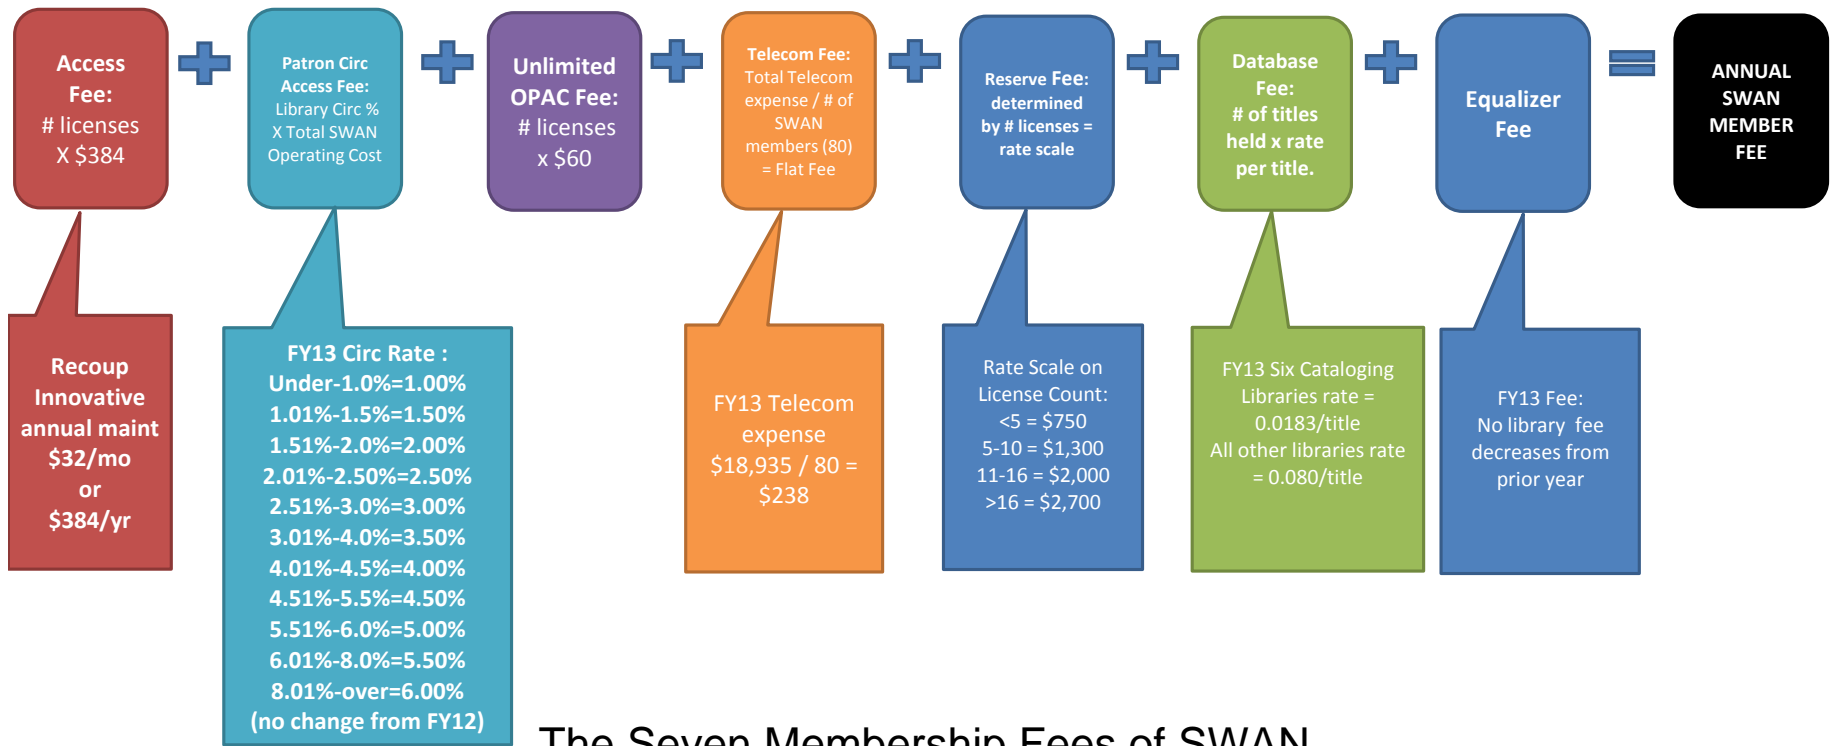 Access
Fee:
# licenses
X $384
Patron Circ
Access Fee:
Library Circ %
X Total SWAN
Operating Cost
Unlimited
OPAC Fee:
# licenses
x $60
Telecom Fee:
Total Telecom
expense / # of
SWAN
members (80)
= Flat Fee
Reserve Fee:
determined
by # licenses =
rate scale
Database
Fee:
# of titles
held x rate
per title.
Equalizer
Fee
ANNUAL
SWAN
MEMBER
FEE
Recoup
Innovative
annual maint
$32/mo
or
$384/yr
FY13 Circ Rate :
Under-1.0%=1.00%
1.01%-1.5%=1.50%
1.51%-2.0%=2.00%
2.01%-2.50%=2.50%
2.51%-3.0%=3.00%
3.01%-4.0%=3.50%
4.01%-4.5%=4.00%
4.51%-5.5%=4.50%
5.51%-6.0%=5.00%
6.01%-8.0%=5.50%
8.01%-over=6.00%
(no change from FY12)
FY13 Telecom
expense
$18,935 / 80 =
$238
Rate Scale on
License Count:
<5 = $750
5-10 = $1,300
11-16 = $2,000
>16 = $2,700
FY13 Six Cataloging
Libraries rate =
0.0183/title
All other libraries rate
= 0.080/title
FY13 Fee:
No library fee
decreases from
prior year
The Seven Membership Fees of SWAN